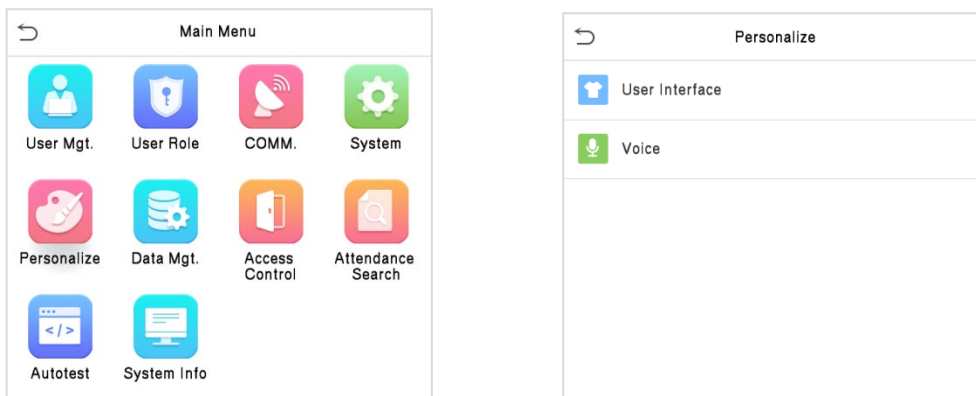 Main Menu
User Mgt.
User Role
COMM.
System
Personalize
Data Mgt.
Access
Control
Attendance
Search
</>
Autotest
System Info
Personalize
User Interface
Voice